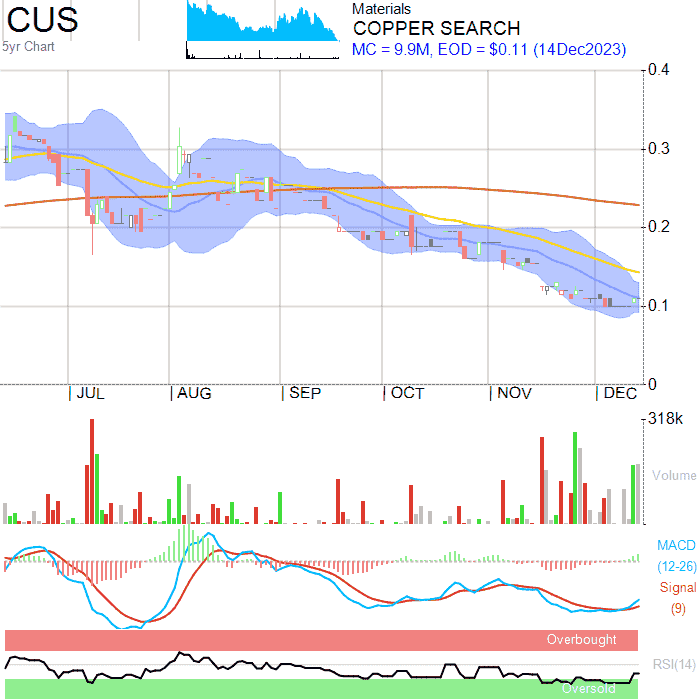 CUS
5yr Chart
Materials
COPPER SEARCH
MC = 9.9M, EOD = $0.11 (14Dec2023)
0.4
0.3
0.2
0.1
0
JUL AUG SEP OCT NOV DEC
318k
Volume
MACD
(12-26)
Signal
(9)
Overbought
RSI(14)
Oversold